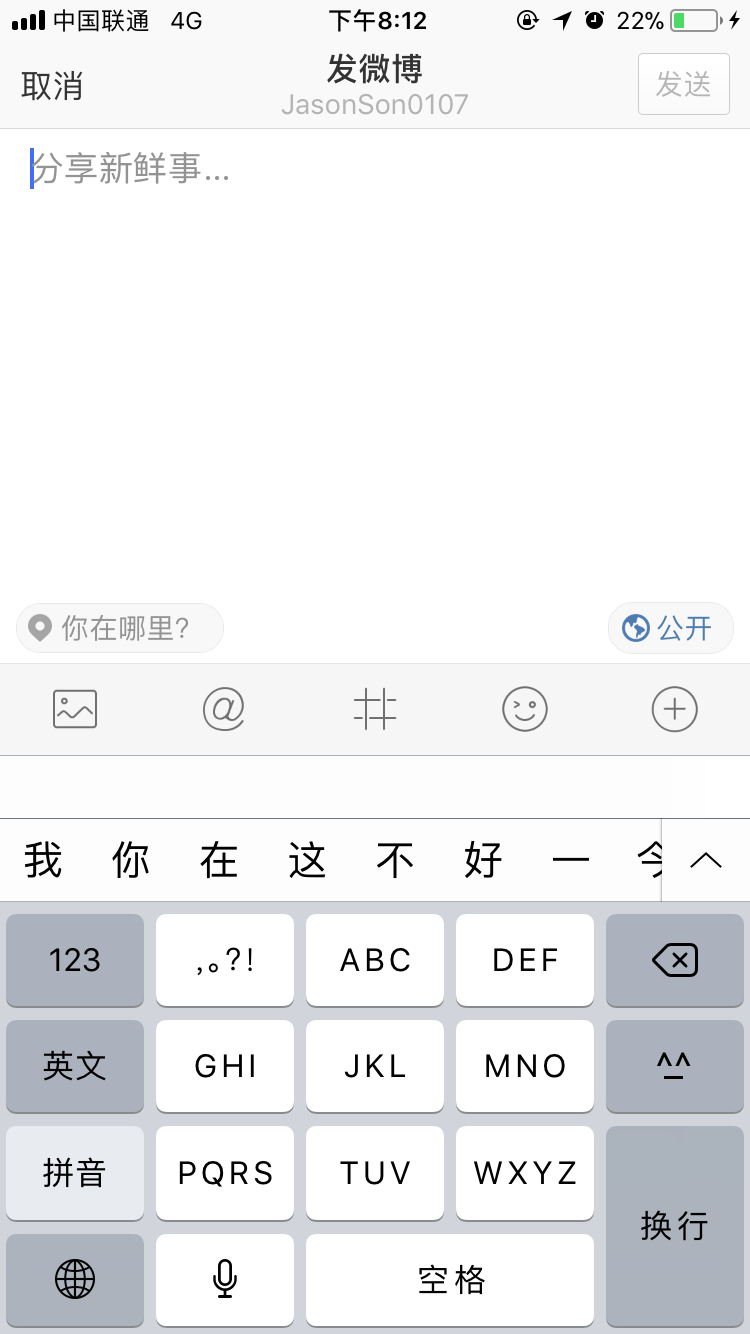 中国联通 4G 下午8:12 22%
取消 发微博 发送
JasonSon0107
分享新鲜事...
你在哪里? 公开
@
我 你 在 这 不 好 一 今
123 ,。?! ABC DEF
英文 GHI JKL MNO ^^
拼音 PQRS TUV WXYZ
换行
空格